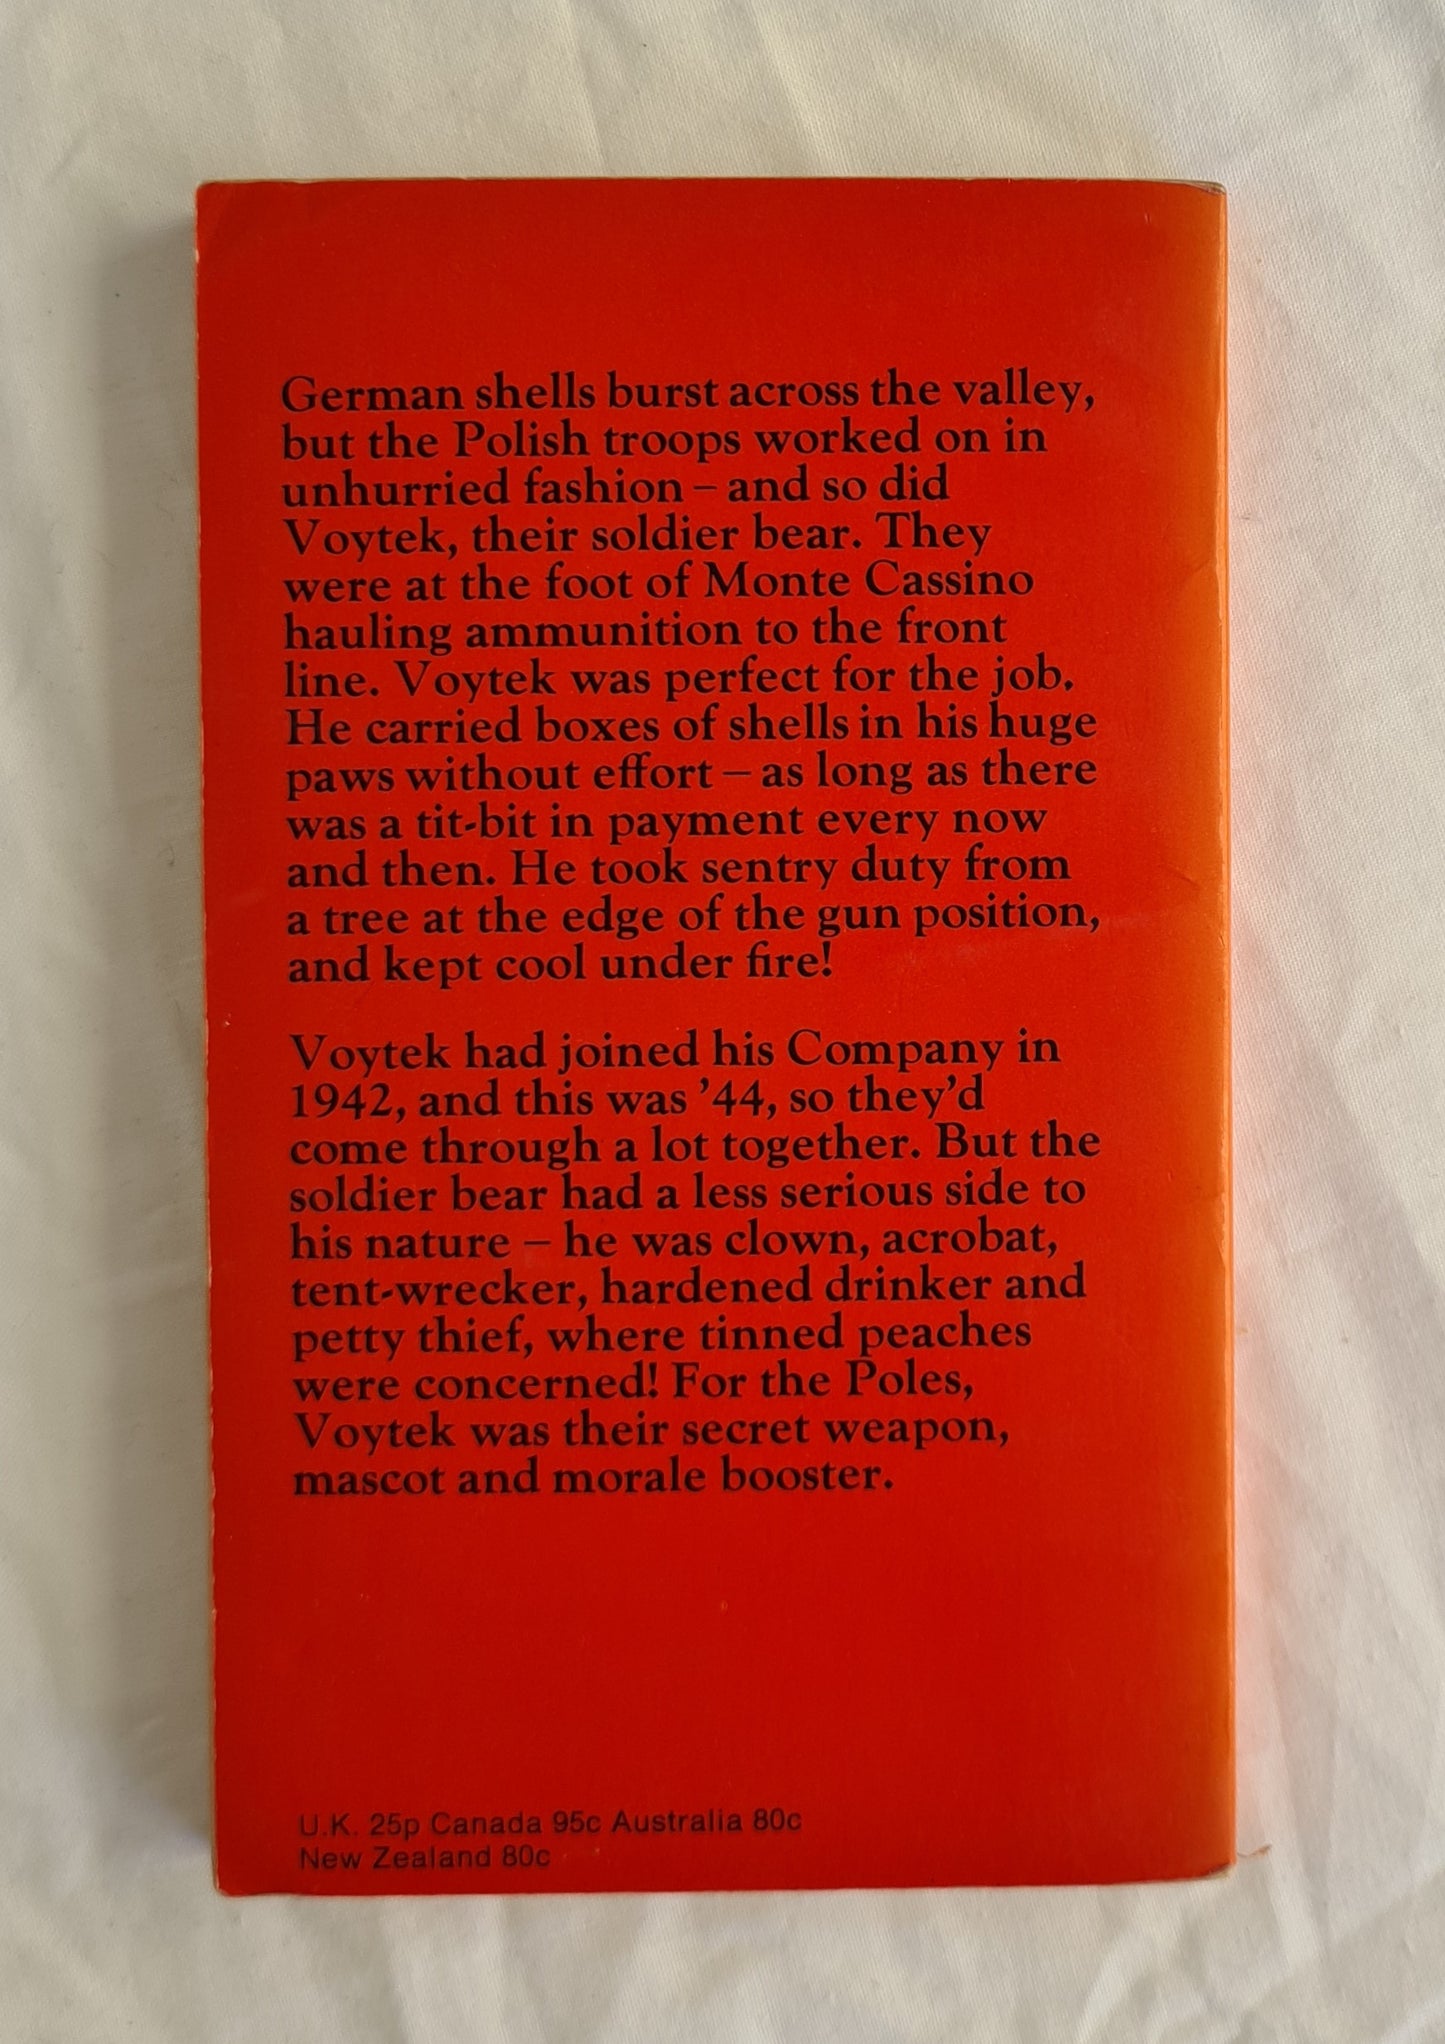 German shells burst across the valley,
but the Polish troops worked on in
unhurried fashion – and so did
Voytek, their soldier bear. They
were at the foot of Monte Cassino
hauling ammunition to the front
line. Voytek was perfect for the job.
He carried boxes of shells in his huge
paws without effort – as long as there
was a tit-bit in payment every now
and then. He took sentry duty from
a tree at the edge of the gun position,
and kept cool under fire!
Voytek had joined his Company in
1942, and this was ’44, so they’d
come through a lot together. But the
soldier bear had a less serious side to
his nature – he was clown, acrobat,
tent-wrecker, hardened drinker and
petty thief, where tinned peaches
were concerned! For the Poles,
Voytek was their secret weapon,
mascot and morale booster.
U.K. 25p Canada 95c Australia 80c
New Zealand 80c